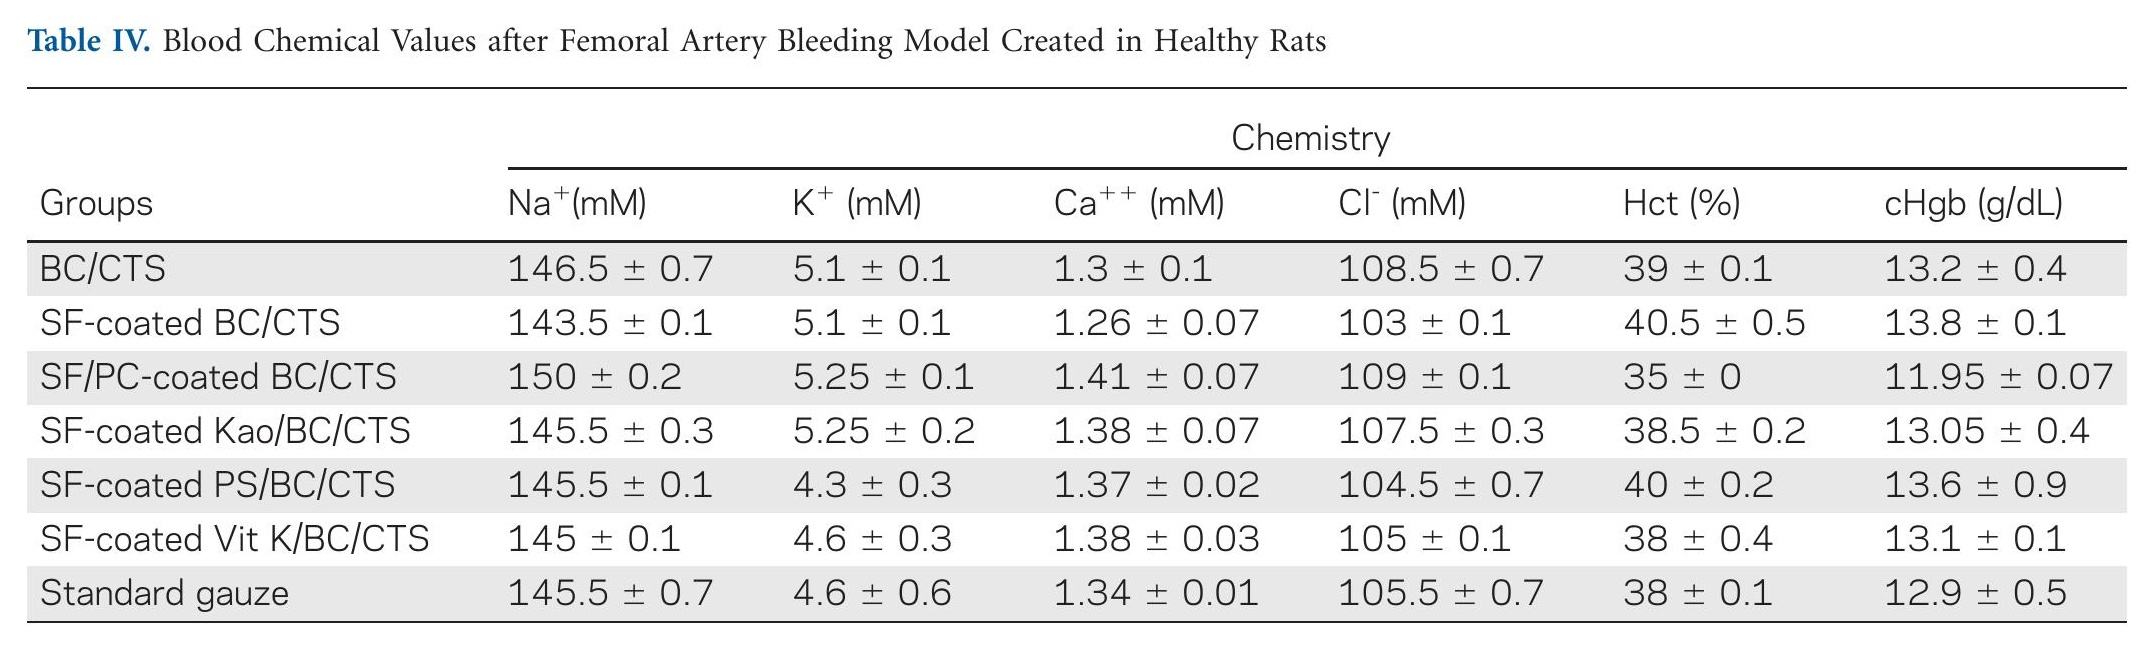 Table IV. Blood Chemical Values after Femoral Artery Bleeding Model Created in Healthy Rats
Chemistry
Groups Na⁺(mM) K⁺ (mM) Ca⁺⁺ (mM) Cl⁻ (mM) Hct (%) cHgb (g/dL)
BC/CTS 146.5 ± 0.7 5.1 ± 0.1 1.3 ± 0.1 108.5 ± 0.7 39 ± 0.1 13.2 ± 0.4
SF-coated BC/CTS 143.5 ± 0.1 5.1 ± 0.1 1.26 ± 0.07 103 ± 0.1 40.5 ± 0.5 13.8 ± 0.1
SF/PC-coated BC/CTS 150 ± 0.2 5.25 ± 0.1 1.41 ± 0.07 109 ± 0.1 35 ± 0 11.95 ± 0.07
SF-coated Kao/BC/CTS 145.5 ± 0.3 5.25 ± 0.2 1.38 ± 0.07 107.5 ± 0.3 38.5 ± 0.2 13.05 ± 0.4
SF-coated PS/BC/CTS 145.5 ± 0.1 4.3 ± 0.3 1.37 ± 0.02 104.5 ± 0.7 40 ± 0.2 13.6 ± 0.9
SF-coated Vit K/BC/CTS 145 ± 0.1 4.6 ± 0.3 1.38 ± 0.03 105 ± 0.1 38 ± 0.4 13.1 ± 0.1
Standard gauze 145.5 ± 0.7 4.6 ± 0.6 1.34 ± 0.01 105.5 ± 0.7 38 ± 0.1 12.9 ± 0.5